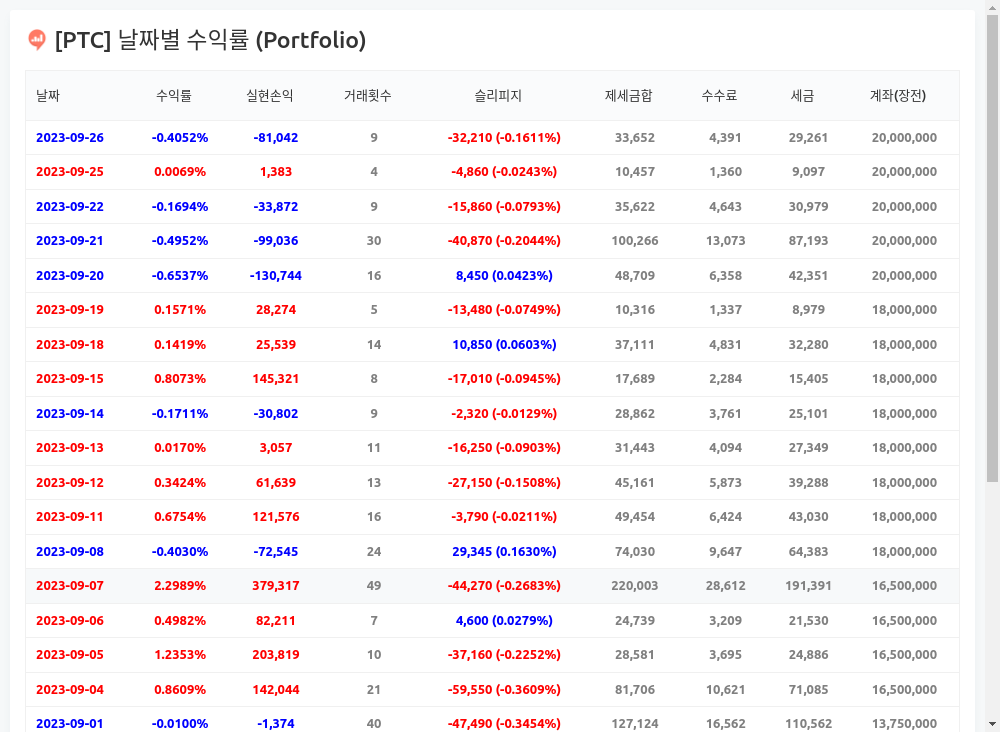 [PTC] 날짜별 수익률 (Portfolio)
날짜 수익률 실현손익 거래횟수 슬리피지 제세금합 수수료 세금 계좌(장전)
2023-09-26 -0.4052% -81,042 9 -32,210 (-0.1611%) 33,652 4,391 29,261 20,000,000
2023-09-25 0.0069% 1,383 4 -4,860 (-0.0243%) 10,457 1,360 9,097 20,000,000
2023-09-22 -0.1694% -33,872 9 -15,860 (-0.0793%) 35,622 4,643 30,979 20,000,000
2023-09-21 -0.4952% -99,036 30 -40,870 (-0.2044%) 100,266 13,073 87,193 20,000,000
2023-09-20 -0.6537% -130,744 16 8,450 (0.0423%) 48,709 6,358 42,351 20,000,000
2023-09-19 0.1571% 28,274 5 -13,480 (-0.0749%) 10,316 1,337 8,979 18,000,000
2023-09-18 0.1419% 25,539 14 10,850 (0.0603%) 37,111 4,831 32,280 18,000,000
2023-09-15 0.8073% 145,321 8 -17,010 (-0.0945%) 17,689 2,284 15,405 18,000,000
2023-09-14 -0.1711% -30,802 9 -2,320 (-0.0129%) 28,862 3,761 25,101 18,000,000
2023-09-13 0.0170% 3,057 11 -16,250 (-0.0903%) 31,443 4,094 27,349 18,000,000
2023-09-12 0.3424% 61,639 13 -27,150 (-0.1508%) 45,161 5,873 39,288 18,000,000
2023-09-11 0.6754% 121,576 16 -3,790 (-0.0211%) 49,454 6,424 43,030 18,000,000
2023-09-08 -0.4030% -72,545 24 29,345 (0.1630%) 74,030 9,647 64,383 18,000,000
2023-09-07 2.2989% 379,317 49 -44,270 (-0.2683%) 220,003 28,612 191,391 16,500,000
2023-09-06 0.4982% 82,211 7 4,600 (0.0279%) 24,739 3,209 21,530 16,500,000
2023-09-05 1.2353% 203,819 10 -37,160 (-0.2252%) 28,581 3,695 24,886 16,500,000
2023-09-04 0.8609% 142,044 21 -59,550 (-0.3609%) 81,706 10,621 71,085 16,500,000
2023-09-01 -0.0100% -1,374 40 -47,490 (-0.3454%) 127,124 16,562 110,562 13,750,000